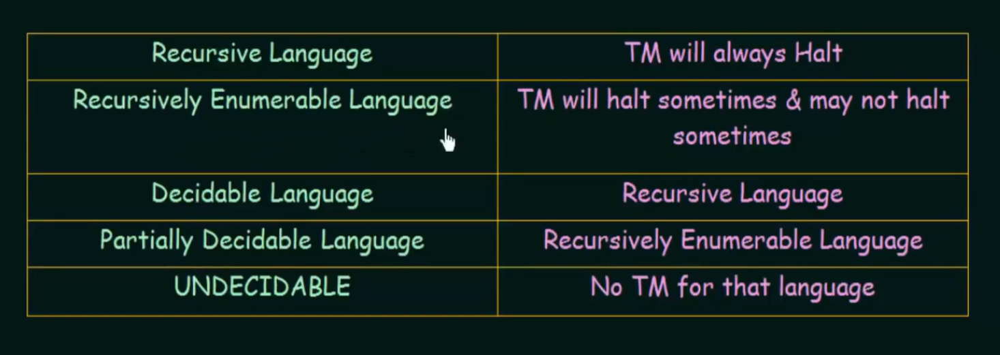 Recursive Language
TM will always Halt
Recursively Enumerable Language
TM will halt sometimes & may not halt
sometimes
Decidable Language
Recursive Language
Partially Decidable Language
Recursively Enumerable Language
UNDECIDABLE
No TM for that language